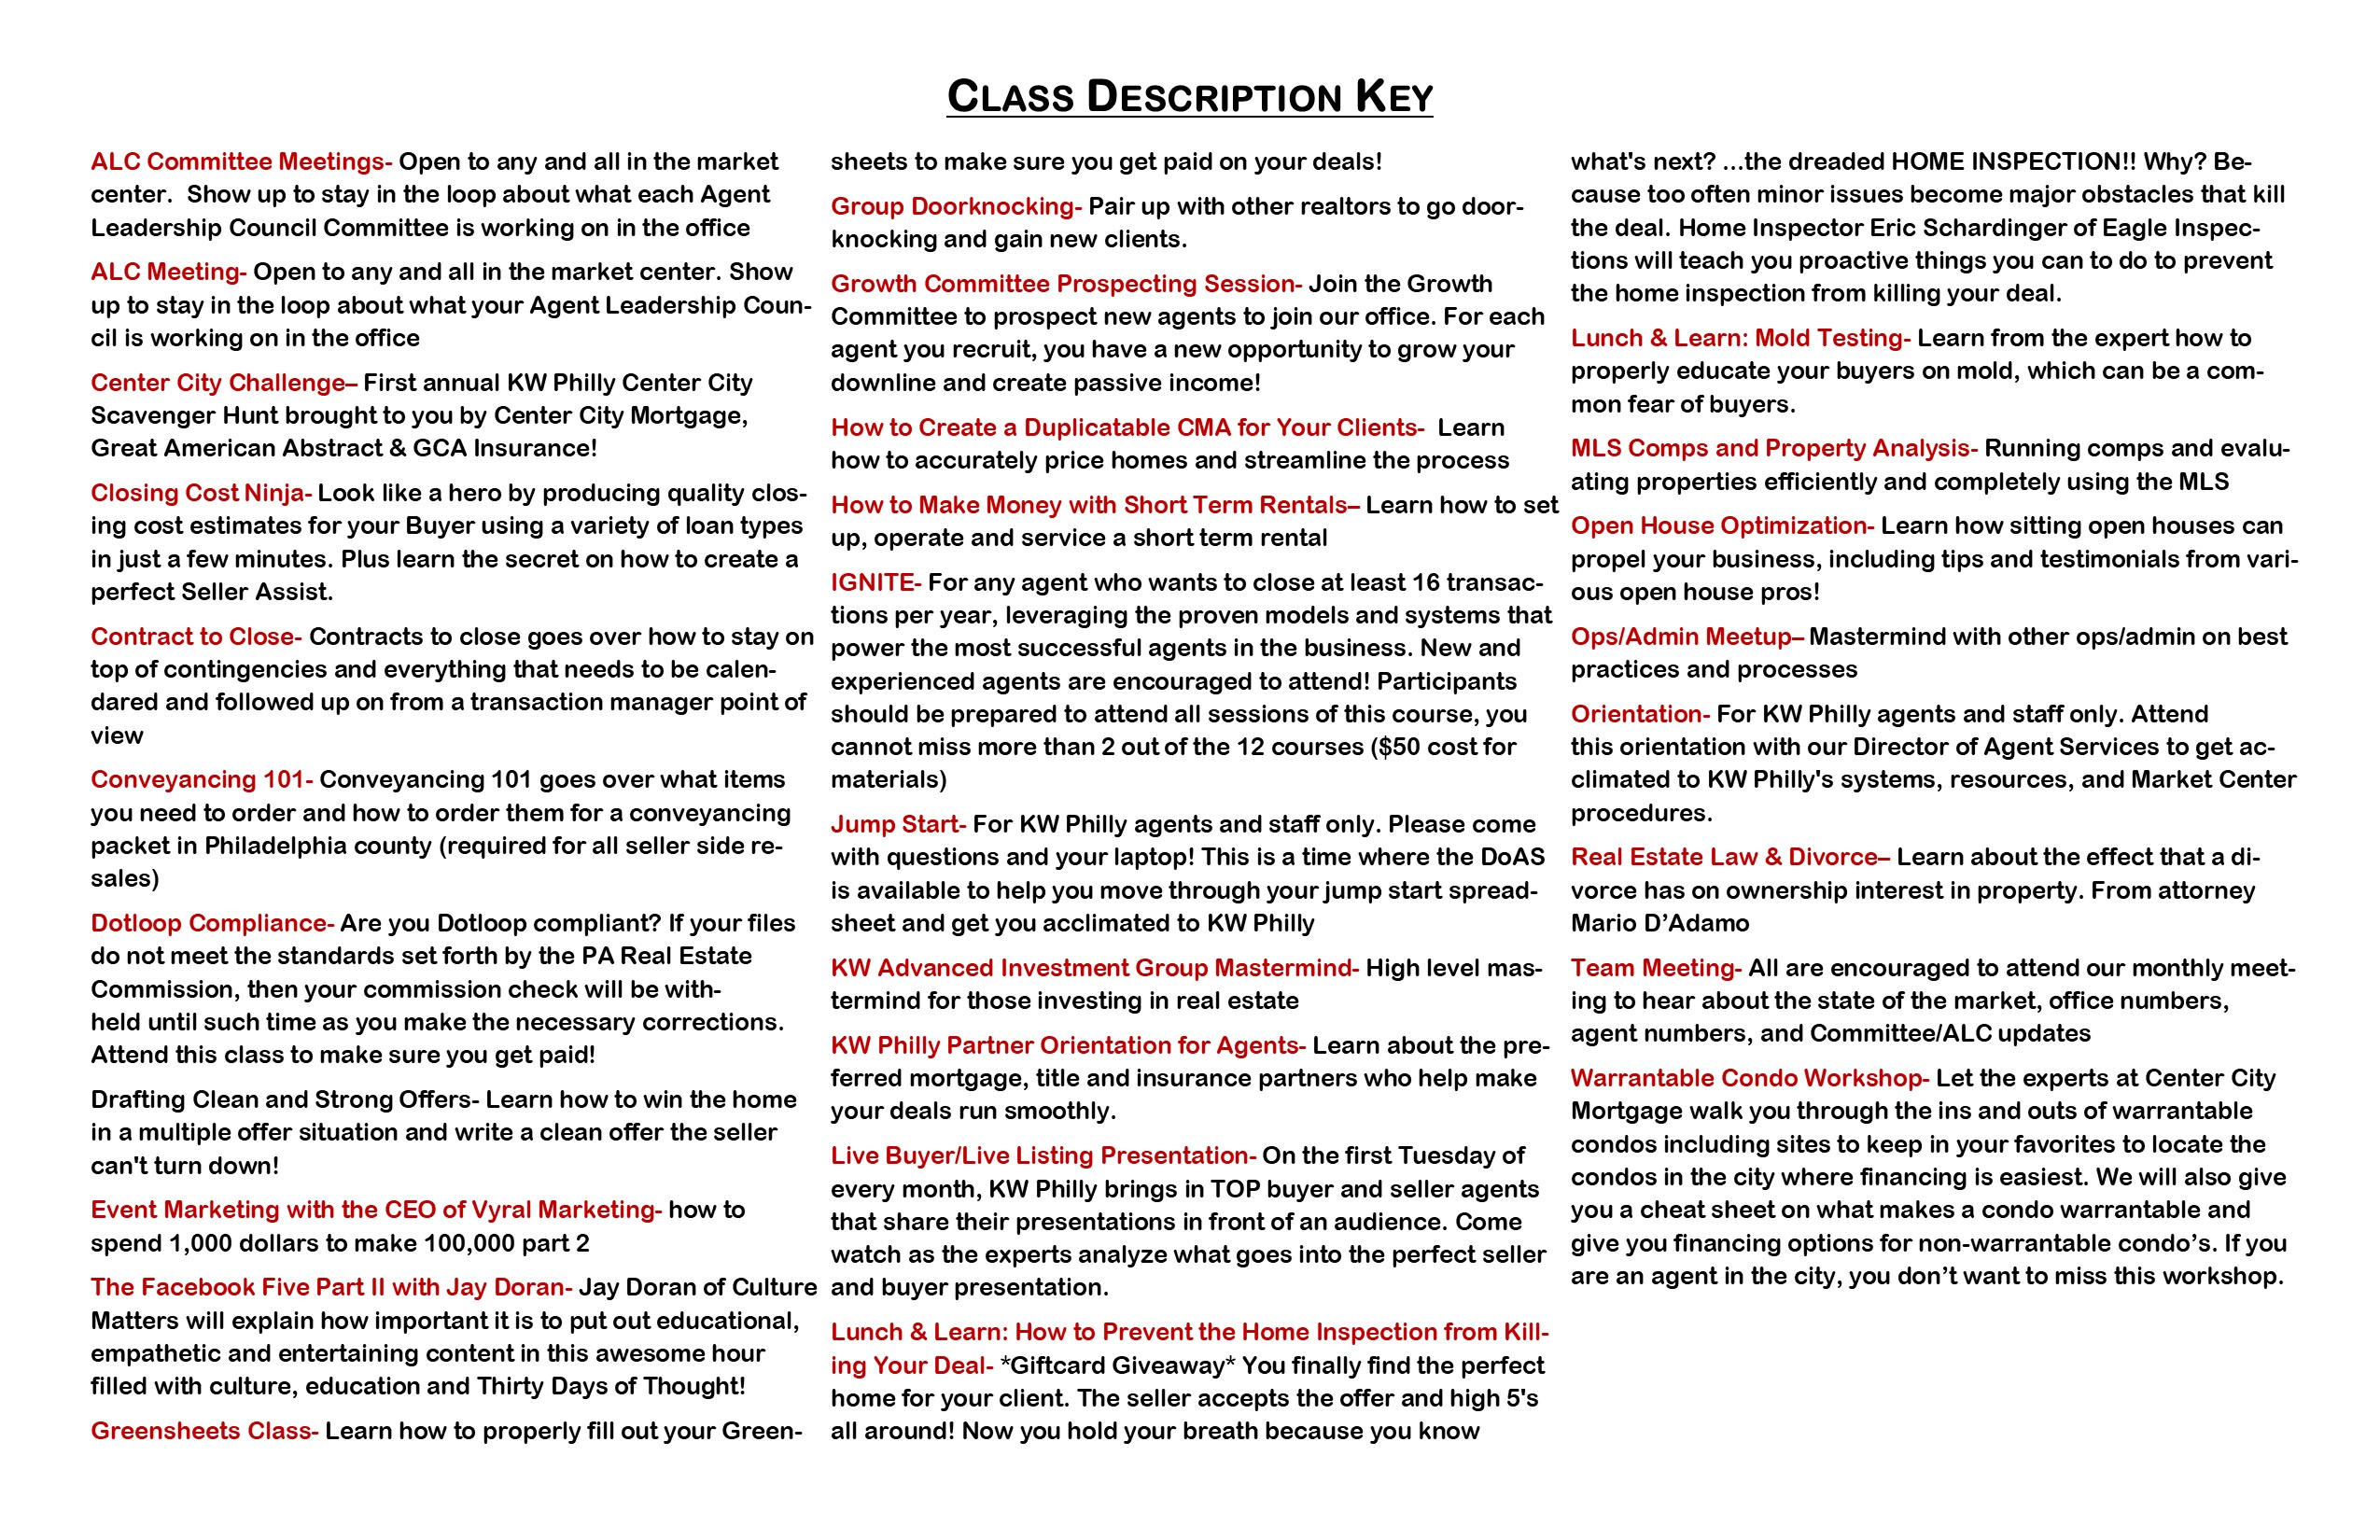 CLASS DESCRIPTION KEY
ALC Committee Meetings- Open to any and all in the market
center.  Show up to stay in the loop about what each Agent
Leadership Council Committee is working on in the office
ALC Meeting- Open to any and all in the market center. Show
up to stay in the loop about what your Agent Leadership Coun-
cil is working on in the office
Center City Challenge– First annual KW Philly Center City
Scavenger Hunt brought to you by Center City Mortgage,
Great American Abstract & GCA Insurance!
Closing Cost Ninja- Look like a hero by producing quality clos-
ing cost estimates for your Buyer using a variety of loan types
in just a few minutes. Plus learn the secret on how to create a
perfect Seller Assist.
Contract to Close- Contracts to close goes over how to stay on
top of contingencies and everything that needs to be calen-
dared and followed up on from a transaction manager point of
view
Conveyancing 101- Conveyancing 101 goes over what items
you need to order and how to order them for a conveyancing
packet in Philadelphia county (required for all seller side re-
sales)
Dotloop Compliance- Are you Dotloop compliant? If your files
do not meet the standards set forth by the PA Real Estate
Commission, then your commission check will be with-
held until such time as you make the necessary corrections.
Attend this class to make sure you get paid!
Drafting Clean and Strong Offers- Learn how to win the home
in a multiple offer situation and write a clean offer the seller
can't turn down!
Event Marketing with the CEO of Vyral Marketing- how to
spend 1,000 dollars to make 100,000 part 2
The Facebook Five Part II with Jay Doran- Jay Doran of Culture
Matters will explain how important it is to put out educational,
empathetic and entertaining content in this awesome hour
filled with culture, education and Thirty Days of Thought!
Greensheets Class- Learn how to properly fill out your Green-
sheets to make sure you get paid on your deals!
Group Doorknocking- Pair up with other realtors to go door-
knocking and gain new clients.
Growth Committee Prospecting Session- Join the Growth
Committee to prospect new agents to join our office. For each
agent you recruit, you have a new opportunity to grow your
downline and create passive income!
How to Create a Duplicatable CMA for Your Clients-  Learn
how to accurately price homes and streamline the process
How to Make Money with Short Term Rentals– Learn how to set
up, operate and service a short term rental
IGNITE- For any agent who wants to close at least 16 transac-
tions per year, leveraging the proven models and systems that
power the most successful agents in the business. New and
experienced agents are encouraged to attend! Participants
should be prepared to attend all sessions of this course, you
cannot miss more than 2 out of the 12 courses ($50 cost for
materials)
Jump Start- For KW Philly agents and staff only. Please come
with questions and your laptop! This is a time where the DoAS
is available to help you move through your jump start spread-
sheet and get you acclimated to KW Philly
KW Advanced Investment Group Mastermind- High level mas-
termind for those investing in real estate
KW Philly Partner Orientation for Agents- Learn about the pre-
ferred mortgage, title and insurance partners who help make
your deals run smoothly.
Live Buyer/Live Listing Presentation- On the first Tuesday of
every month, KW Philly brings in TOP buyer and seller agents
that share their presentations in front of an audience. Come
watch as the experts analyze what goes into the perfect seller
and buyer presentation.
Lunch & Learn: How to Prevent the Home Inspection from Kill-
ing Your Deal- *Giftcard Giveaway* You finally find the perfect
home for your client. The seller accepts the offer and high 5's
all around! Now you hold your breath because you know
what's next? ...the dreaded HOME INSPECTION!! Why? Be-
cause too often minor issues become major obstacles that kill
the deal. Home Inspector Eric Schardinger of Eagle Inspec-
tions will teach you proactive things you can to do to prevent
the home inspection from killing your deal.
Lunch & Learn: Mold Testing- Learn from the expert how to
properly educate your buyers on mold, which can be a com-
mon fear of buyers.
MLS Comps and Property Analysis- Running comps and evalu-
ating properties efficiently and completely using the MLS
Open House Optimization- Learn how sitting open houses can
propel your business, including tips and testimonials from vari-
ous open house pros!
Ops/Admin Meetup– Mastermind with other ops/admin on best
practices and processes
Orientation- For KW Philly agents and staff only. Attend
this orientation with our Director of Agent Services to get ac-
climated to KW Philly's systems, resources, and Market Center
procedures.
Real Estate Law & Divorce– Learn about the effect that a di-
vorce has on ownership interest in property. From attorney
Mario D’Adamo
Team Meeting- All are encouraged to attend our monthly meet-
ing to hear about the state of the market, office numbers,
agent numbers, and Committee/ALC updates
Warrantable Condo Workshop- Let the experts at Center City
Mortgage walk you through the ins and outs of warrantable
condos including sites to keep in your favorites to locate the
condos in the city where financing is easiest. We will also give
you a cheat sheet on what makes a condo warrantable and
give you financing options for non-warrantable condo’s. If you
are an agent in the city, you don’t want to miss this workshop.